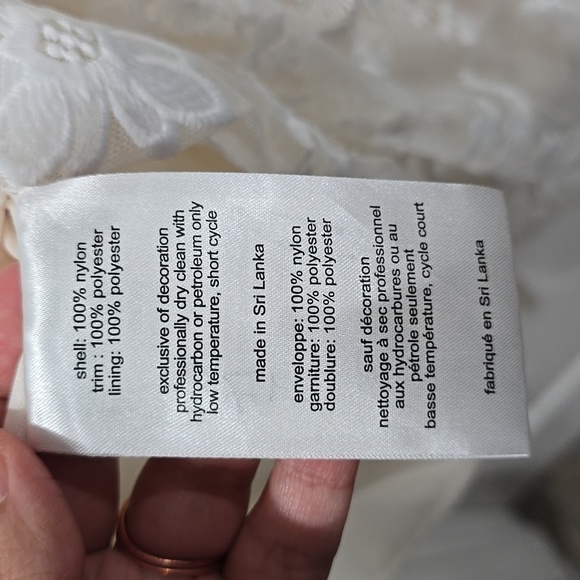 shell: 100% nylon
trim : 100% polyester
lining: 100% polyester
exclusive of decoration
professionally dry clean with
hydrocarbon or petroleum only
low temperature, short cycle
made in Sri Lanka
enveloppe: 100% nylon
garniture: 100% polyester
doublure: 100% polyester
sauf décoration
nettoyage à sec professionnel
aux hydrocarbures ou au
pétrole seulement
basse température, cycle court
fabriqué en Sri Lanka